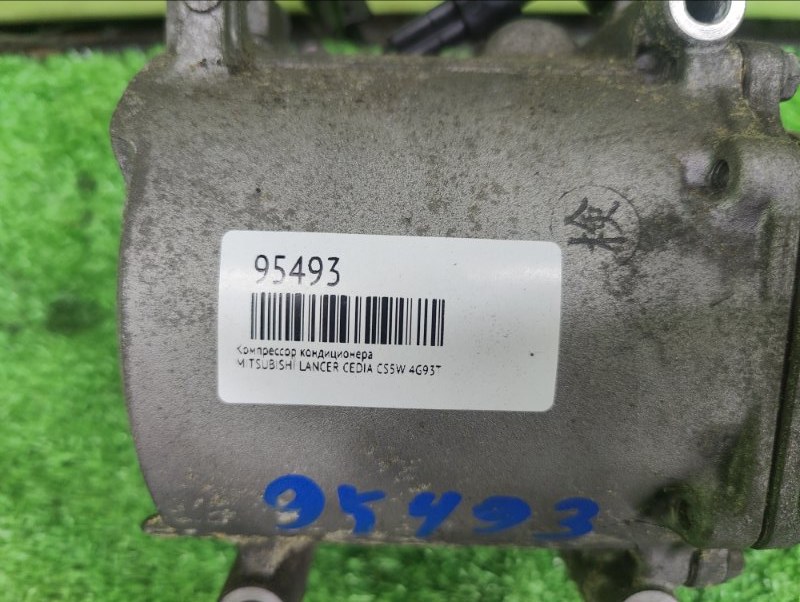 検
95493
Компрессор кондиционера
MITSUBISHI LANCER CEDIA CS5W 4G93T
95493